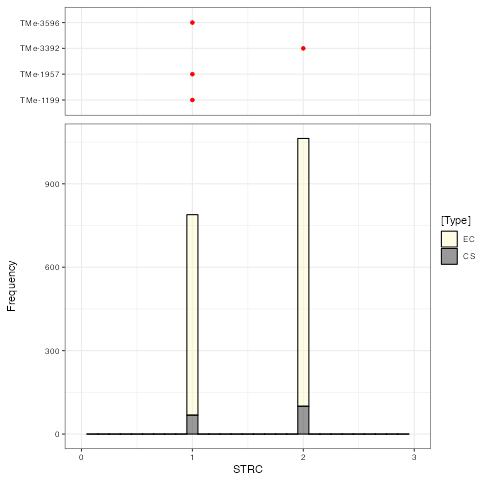 TMe-3596
TMe-3392
TMe-1957
TMe-1199
900
600
300
0
Frequency
0 1 2 3
STRC
[Type]
EC
CS